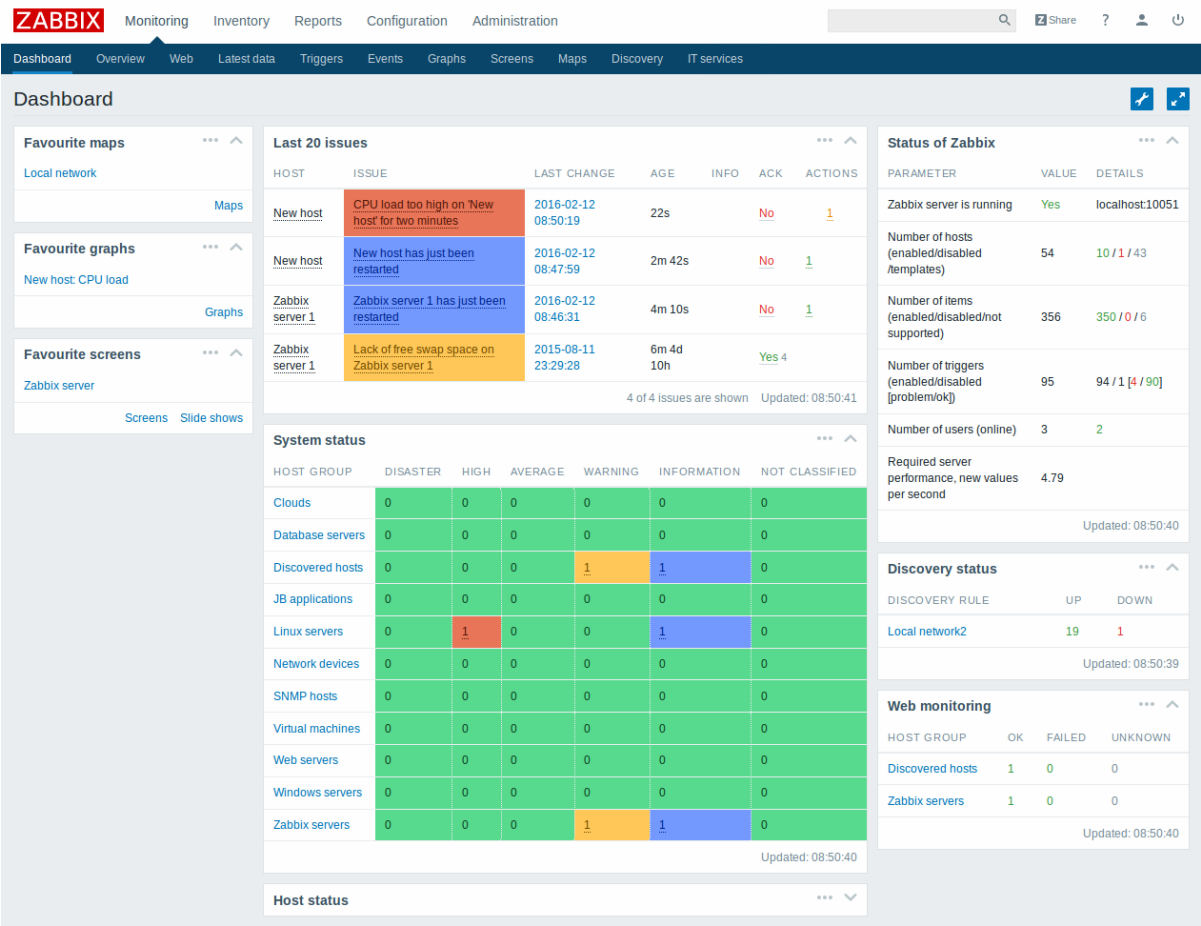 ZABBIX Monitoring Inventory Reports Configuration Administration Z Share ?
Dashboard Overview Web Latest data Triggers Events Graphs Screens Maps Discovery IT services
Dashboard
Favourite maps
Local network
Maps
Favourite graphs
New host: CPU load
Graphs
Favourite screens
Zabbix server
Screens Slide shows
Last 20 issues
HOST ISSUE LAST CHANGE AGE INFO ACK ACTIONS
New host CPU load too high on 'New host' for two minutes 2016-02-12 08:50:19 22s No 1
New host New host has just been restarted 2016-02-12 08:47:59 2m 42s No 1
Zabbix server 1 Zabbix server 1 has just been restarted 2016-02-12 08:46:31 4m 10s No 1
Zabbix server 1 Lack of free swap space on Zabbix server 1 2015-08-11 23:29:28 6m 4d 10h Yes 4
4 of 4 issues are shown Updated: 08:50:41
System status
HOST GROUP DISASTER HIGH AVERAGE WARNING INFORMATION NOT CLASSIFIED
Clouds 0 0 0 0 0 0
Database servers 0 0 0 0 0 0
Discovered hosts 0 0 0 1 1 0
JB applications 0 0 0 0 0 0
Linux servers 0 1 0 0 1 0
Network devices 0 0 0 0 0 0
SNMP hosts 0 0 0 0 0 0
Virtual machines 0 0 0 0 0 0
Web servers 0 0 0 0 0 0
Windows servers 0 0 0 0 0 0
Zabbix servers 0 0 0 1 1 0
Updated: 08:50:40
Host status
Status of Zabbix
PARAMETER VALUE DETAILS
Zabbix server is running Yes localhost:10051
Number of hosts (enabled/disabled/templates) 54 10 / 1 / 43
Number of items (enabled/disabled/not supported) 356 350 / 0 / 6
Number of triggers (enabled/disabled [problem/ok]) 95 94 / 1 [4 / 90]
Number of users (online) 3 2
Required server performance, new values per second 4.79
Updated: 08:50:40
Discovery status
DISCOVERY RULE UP DOWN
Local network2 19 1
Updated: 08:50:39
Web monitoring
HOST GROUP OK FAILED UNKNOWN
Discovered hosts 1 0 0
Zabbix servers 1 0 0
Updated: 08:50:40